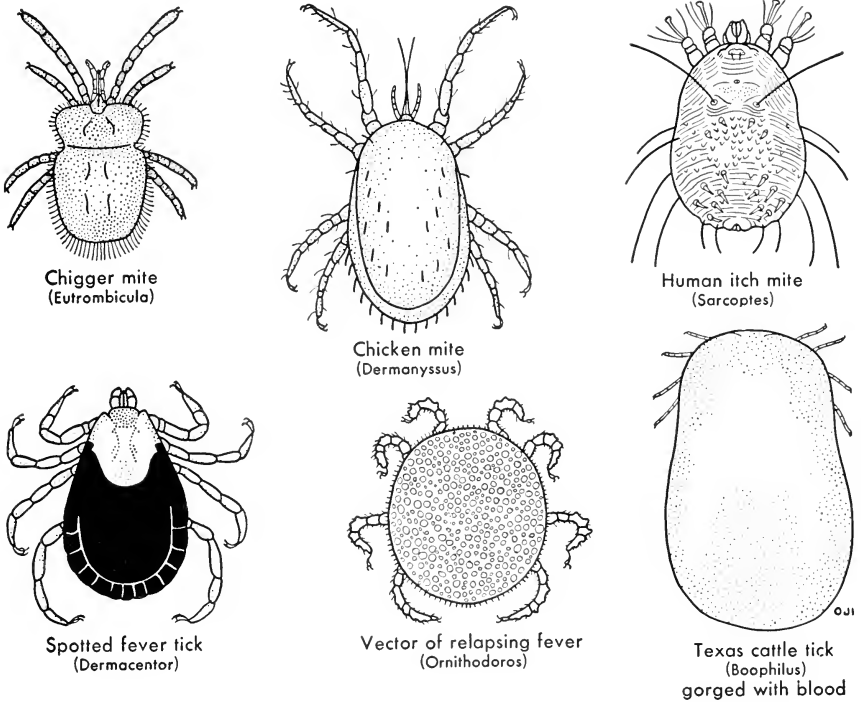 Chigger mite
(Eutrombicula)
Chicken mite
(Dermanyssus)
Human itch mite
(Sarcoptes)
Spotted fever tick
(Dermacentor)
Vector of relapsing fever
(Ornithodoros)
OJI
Texas cattle tick
(Boophilus)
gorged with blood